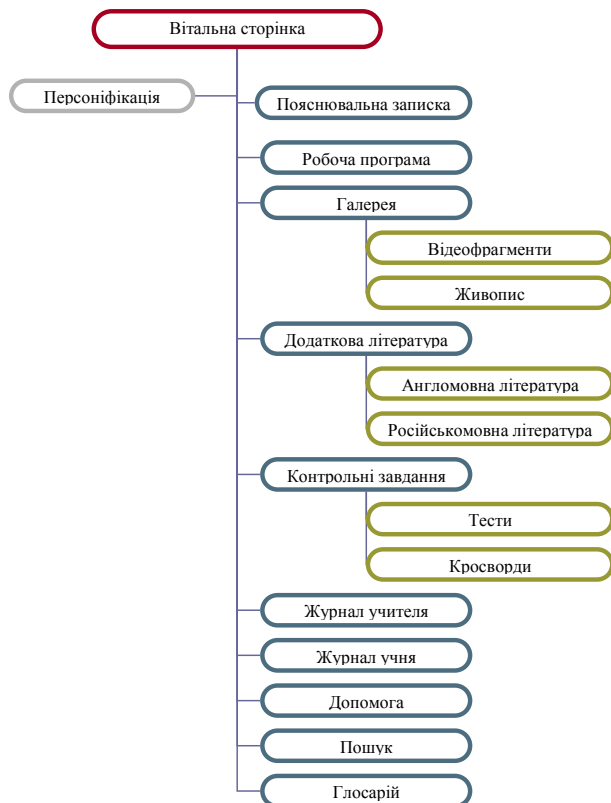 Вітальна сторінка
Персоніфікація
Пояснювальна записка
Робоча програма
Галерея
Відеофрагменти
Живопис
Додаткова література
Англомовна література
Російськомовна література
Контрольні завдання
Тести
Кросворди
Журнал учителя
Журнал учня
Допомога
Пошук
Глосарій